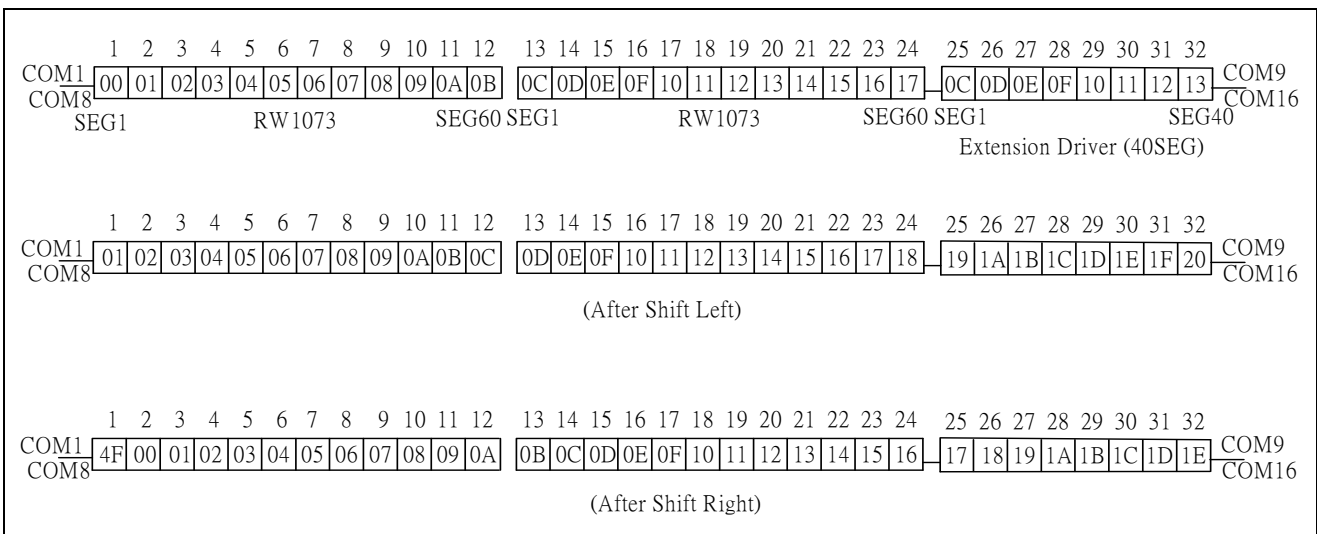 1 2 3 4 5 6 7 8 9 10 11 12 13 14 15 16 17 18 19 20 21 22 23 24 25 26 27 28 29 30 31 32
COM1 00 01 02 03 04 05 06 07 08 09 0A 0B 0C 0D 0E 0F 10 11 12 13 14 15 16 17 0C 0D 0E 0F 10 11 12 13 COM9
COM8 COM16
SEG1 RW1073 SEG60 SEG1 RW1073 SEG60 SEG1 SEG40
Extension Driver (40SEG)
1 2 3 4 5 6 7 8 9 10 11 12 13 14 15 16 17 18 19 20 21 22 23 24 25 26 27 28 29 30 31 32
COM1 01 02 03 04 05 06 07 08 09 0A 0B 0C 0D 0E 0F 10 11 12 13 14 15 16 17 18 19 1A 1B 1C 1D 1E 1F 20 COM9
COM8 COM16
(After Shift Left)
1 2 3 4 5 6 7 8 9 10 11 12 13 14 15 16 17 18 19 20 21 22 23 24 25 26 27 28 29 30 31 32
COM1 4F 00 01 02 03 04 05 06 07 08 09 0A 0B 0C 0D 0E 0F 10 11 12 13 14 15 16 17 18 19 1A 1B 1C 1D 1E COM9
COM8 COM16
(After Shift Right)